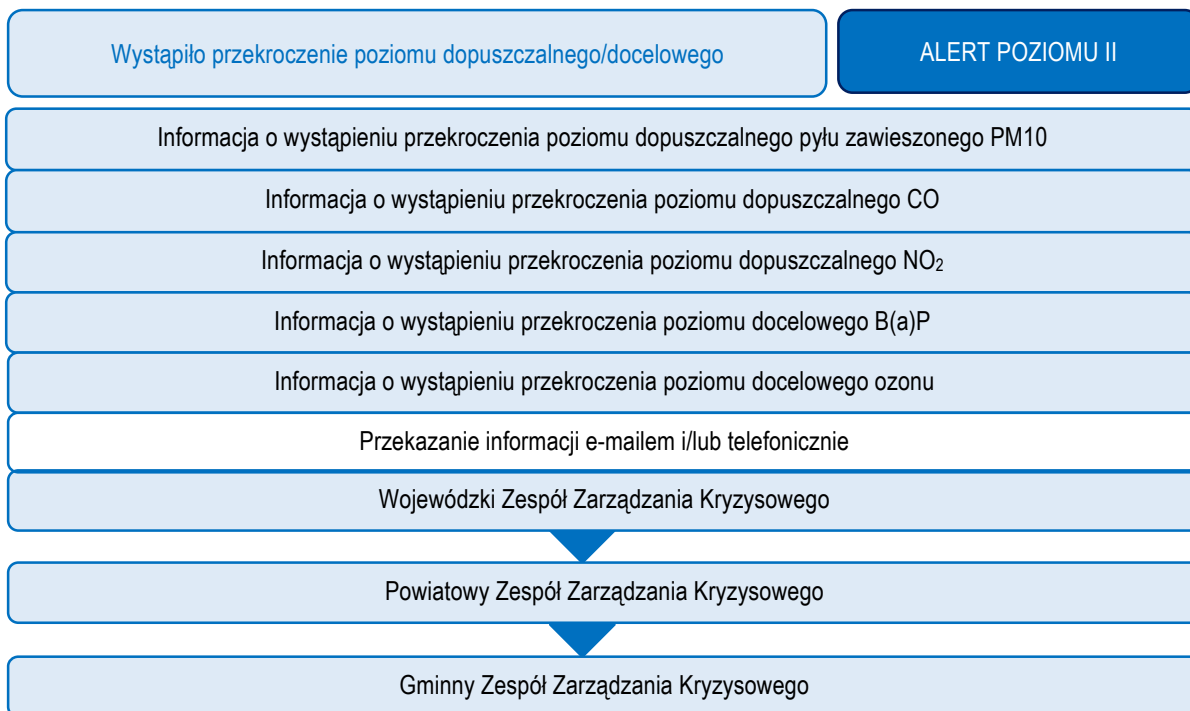 Wystąpiło przekroczenie poziomu dopuszczalnego/docelowego
ALERT POZIOMU II
Informacja o wystąpieniu przekroczenia poziomu dopuszczalnego pyłu zawieszonego PM10
Informacja o wystąpieniu przekroczenia poziomu dopuszczalnego CO
Informacja o wystąpieniu przekroczenia poziomu dopuszczalnego NO₂
Informacja o wystąpieniu przekroczenia poziomu docelowego B(a)P
Informacja o wystąpieniu przekroczenia poziomu docelowego ozonu
Przekazanie informacji e-mailem i/lub telefonicznie
Wojewódzki Zespół Zarządzania Kryzysowego
Powiatowy Zespół Zarządzania Kryzysowego
Gminny Zespół Zarządzania Kryzysowego